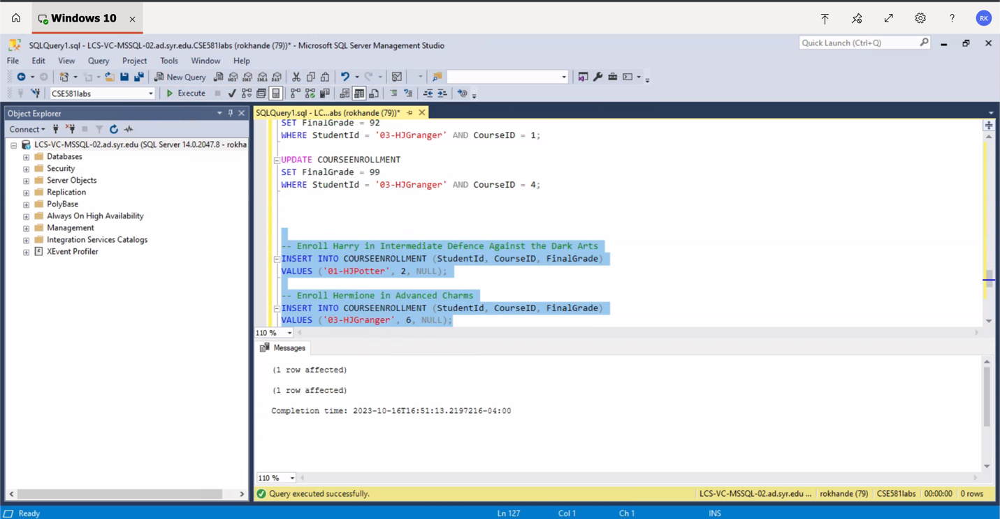 Windows 10
RK
SQLQuery1.sql - LCS-VC-MSSQL-02.ad.syr.edu.CSE581labs (rokhande (79))* - Microsoft SQL Server Management Studio
Quick Launch (Ctrl+Q)
File Edit View Query Project Tools Window Help
New Query
CSE581labs
Execute
Object Explorer
SQLQuery1.sql - LC...abs (rokhande (79))*
Connect
LCS-VC-MSSQL-02.ad.syr.edu (SQL Server 14.0.2047.8 - rokha
Databases
Security
Server Objects
Replication
PolyBase
Always On High Availability
Management
Integration Services Catalogs
XEvent Profiler
SET FinalGrade = 92
WHERE StudentId = '03-HJGranger' AND CourseID = 1;
UPDATE COURSEENROLLMENT
SET FinalGrade = 99
WHERE StudentId = '03-HJGranger' AND CourseID = 4;
-- Enroll Harry in Intermediate Defence Against the Dark Arts
INSERT INTO COURSEENROLLMENT (StudentId, CourseID, FinalGrade)
VALUES ('01-HJPotter', 2, NULL);
-- Enroll Hermione in Advanced Charms
INSERT INTO COURSEENROLLMENT (StudentId, CourseID, FinalGrade)
VALUES ('03-HJGranger', 6, NULL);
110 %
Messages
(1 row affected)
(1 row affected)
Completion time: 2023-10-16T16:51:13.2197216-04:00
110 %
Query executed successfully.
LCS-VC-MSSQL-02.ad.syr.edu ... rokhande (79) CSE581labs 00:00:00 0 rows
Ready Ln 127 Col 1 Ch 1 INS